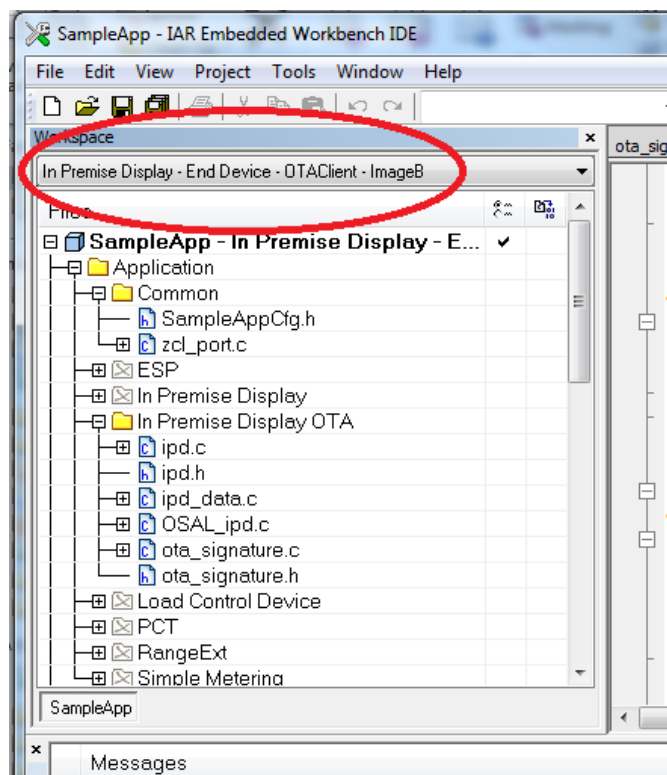 SampleApp - IAR Embedded Workbench IDE
File Edit View Project Tools Window Help
Workspace
ota_sig
In Premise Display - End Device - OTAClient - ImageB
Files
SampleApp - In Premise Display - E...
Application
Common
SampleAppCfg.h
zcl_port.c
ESP
In Premise Display
In Premise Display OTA
ipd.c
ipd.h
ipd_data.c
OSAL_ipd.c
ota_signature.c
ota_signature.h
Load Control Device
PCT
RangeExt
Simple Metering
SampleApp
Messages